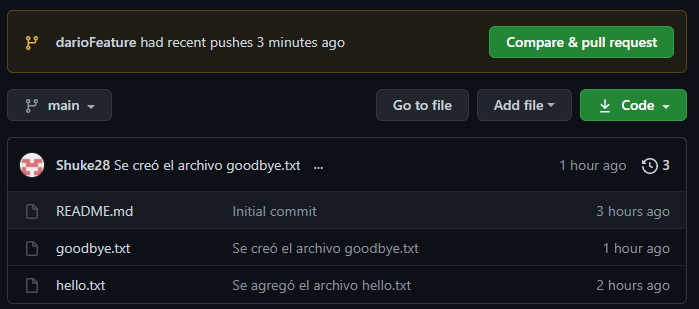 darioFeature had recent pushes 3 minutes ago
Compare & pull request
main
Go to file
Add file
Code
Shuke28 Se creó el archivo goodbye.txt ... 1 hour ago 3
README.md Initial commit 3 hours ago
goodbye.txt Se creó el archivo goodbye.txt 1 hour ago
hello.txt Se agregó el archivo hello.txt 2 hours ago